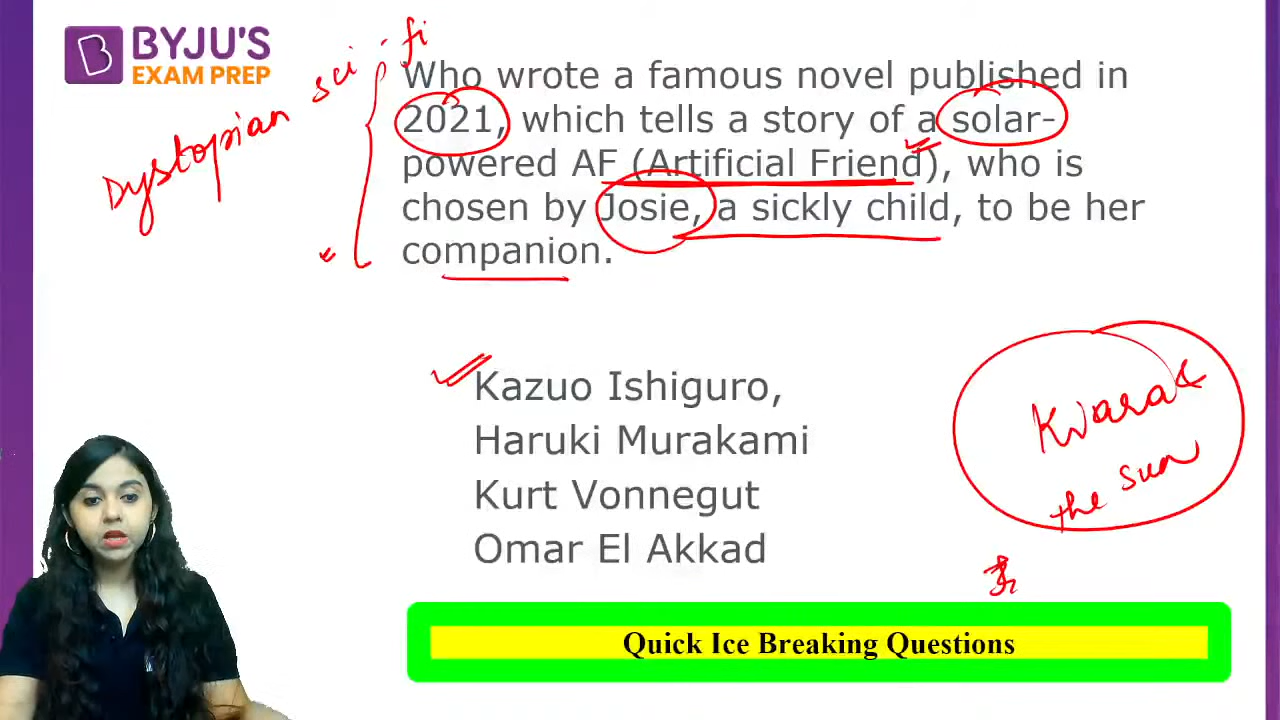 BYJU'S
EXAM PREP
Dystopian sci-fi
Who wrote a famous novel published in
2021, which tells a story of a solar-
powered AF (Artificial Friend), who is
chosen by Josie, a sickly child, to be her
companion.
Kazuo Ishiguro,
Haruki Murakami
Kurt Vonnegut
Omar El Akkad
the sun
Quick Ice Breaking Questions